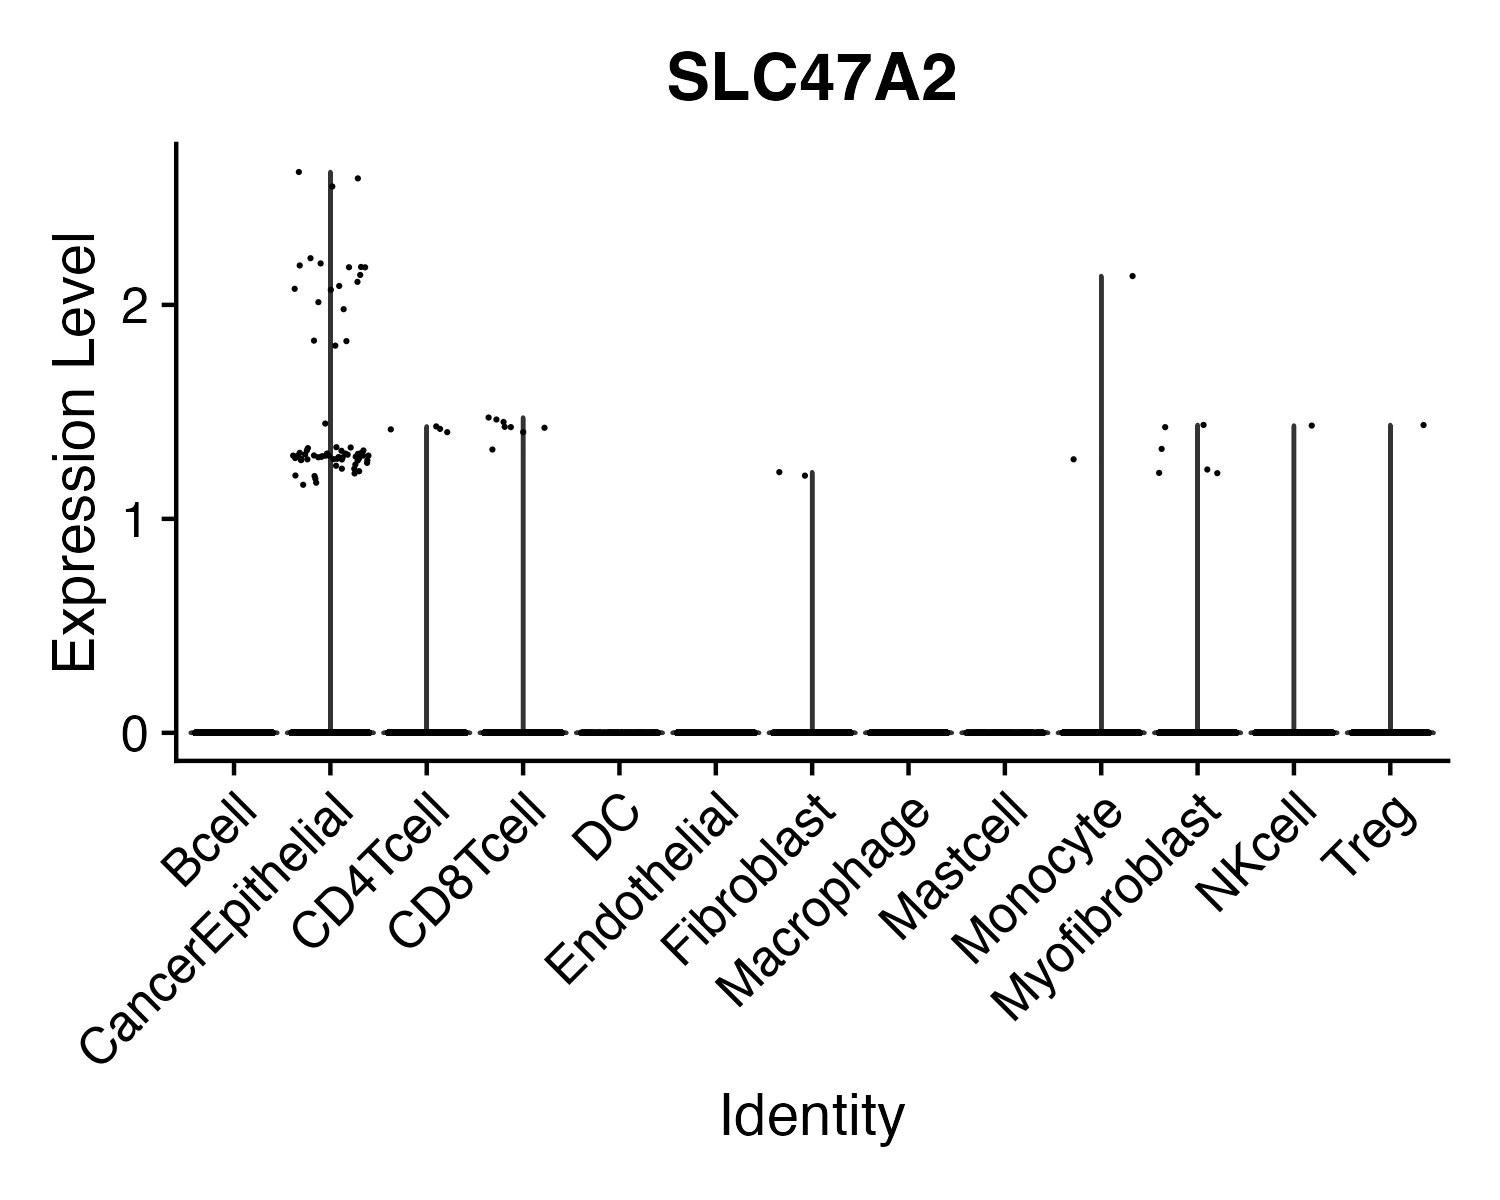 SLC47A2
Expression Level
2
1
0
Bcell
CancerEpithelial
CD4Tcell
CD8Tcell
DC
Endothelial
Fibroblast
Macrophage
Mastcell
Monocyte
Myofibroblast
NKcell
Treg
Identity